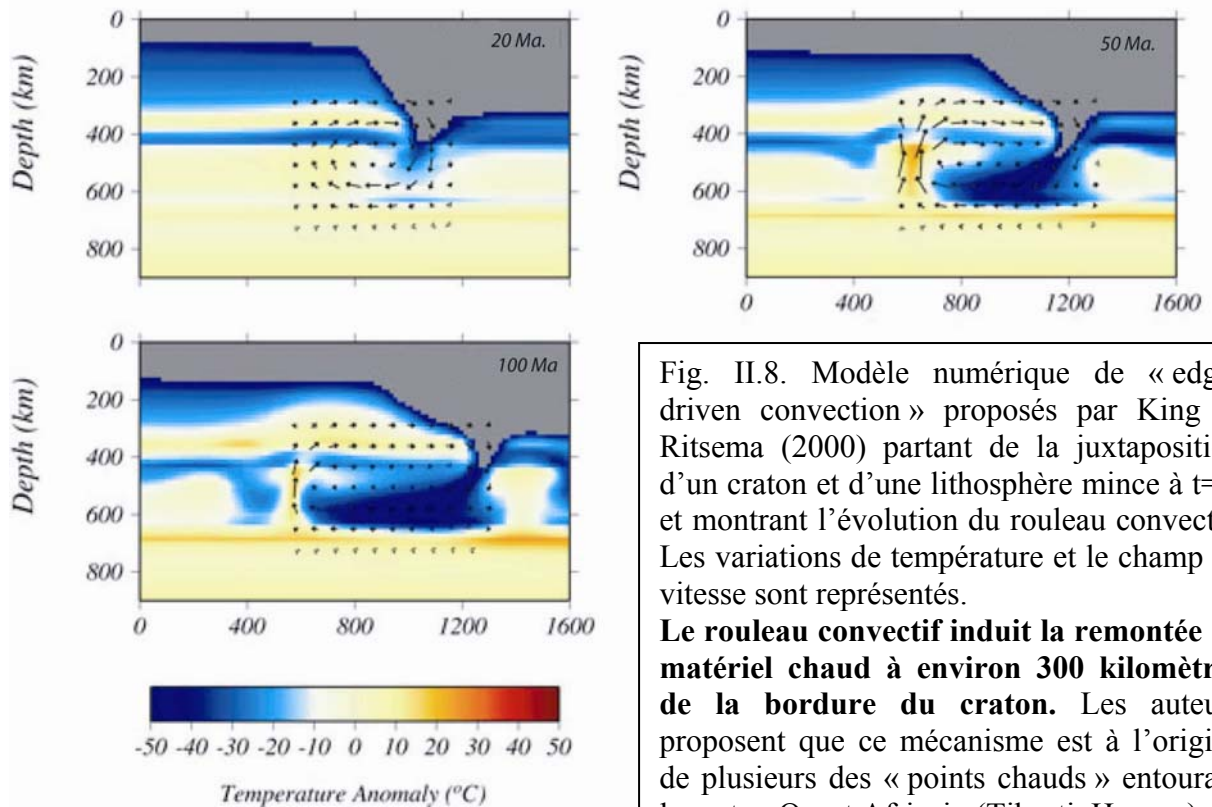 0
20 Ma.
200
400
600
800
Depth (km)
0
50 Ma.
200
400
600
800
Depth (km)
0 400 800 1200 1600
0
100 Ma
200
400
600
800
Depth (km)
0 400 800 1200 1600
-50 -40 -30 -20 -10 0 10 20 30 40 50
Temperature Anomaly (ºC)
Fig. II.8. Modèle numérique de « edg
driven convection » proposés par King
Ritsema (2000) partant de la juxtapositi
d’un craton et d’une lithosphère mince à t=
et montrant l’évolution du rouleau convect
Les variations de température et le champ
vitesse sont représentés.
Le rouleau convectif induit la remontée
matériel chaud à environ 300 kilomètr
de la bordure du craton. Les auteu
proposent que ce mécanisme est à l’origi
de plusieurs des « points chauds » entoura